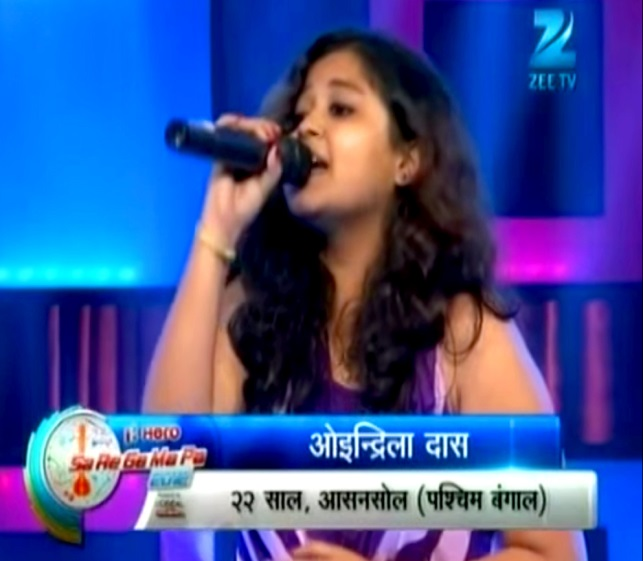 ZEE TV
Hero
ओइन्द्रिला दास
Sa Re Ga Ma Pa
२२ साल, आसनसोल (पश्चिम बंगाल)